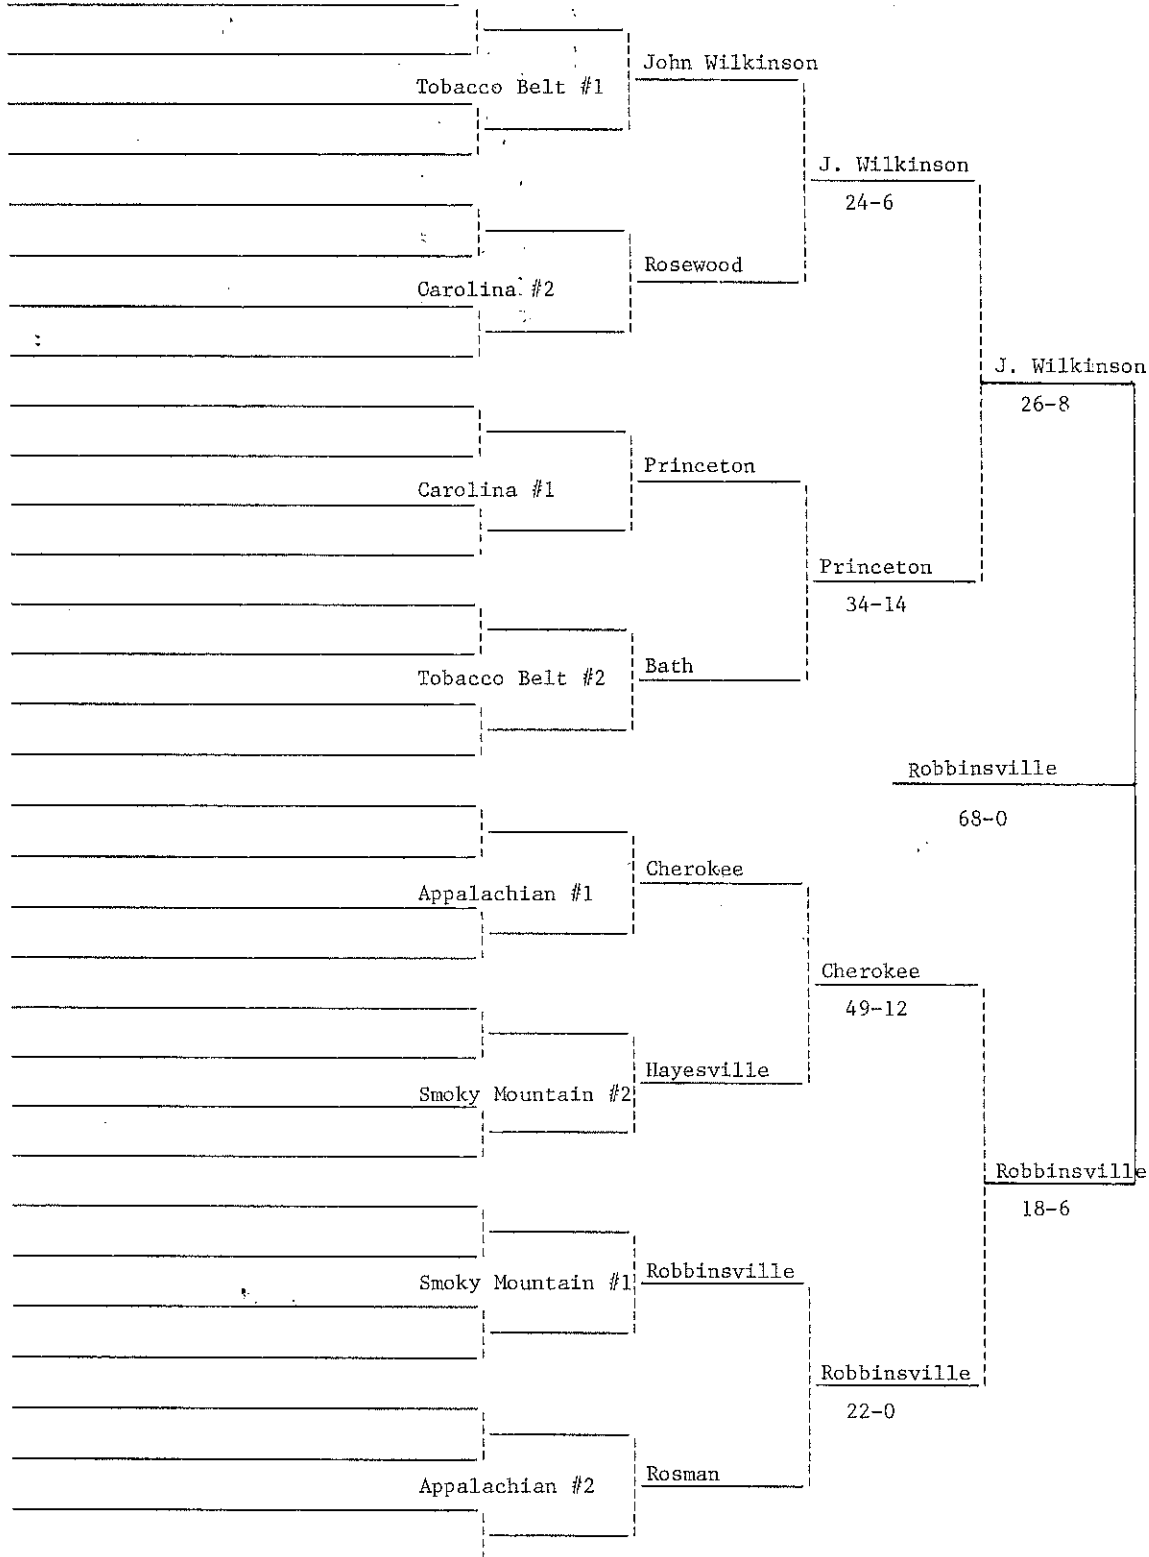 John Wilkinson
Tobacco Belt #1
J. Wilkinson
24-6
Rosewood
Carolina #2
J. Wilkinson
26-8
Princeton
Carolina #1
Princeton
34-14
Bath
Tobacco Belt #2
Robbinsville
68-0
Cherokee
Appalachian #1
Cherokee
49-12
Hayesville
Smoky Mountain #2
Robbinsville
18-6
Robbinsville
Smoky Mountain #1
Robbinsville
22-0
Rosman
Appalachian #2